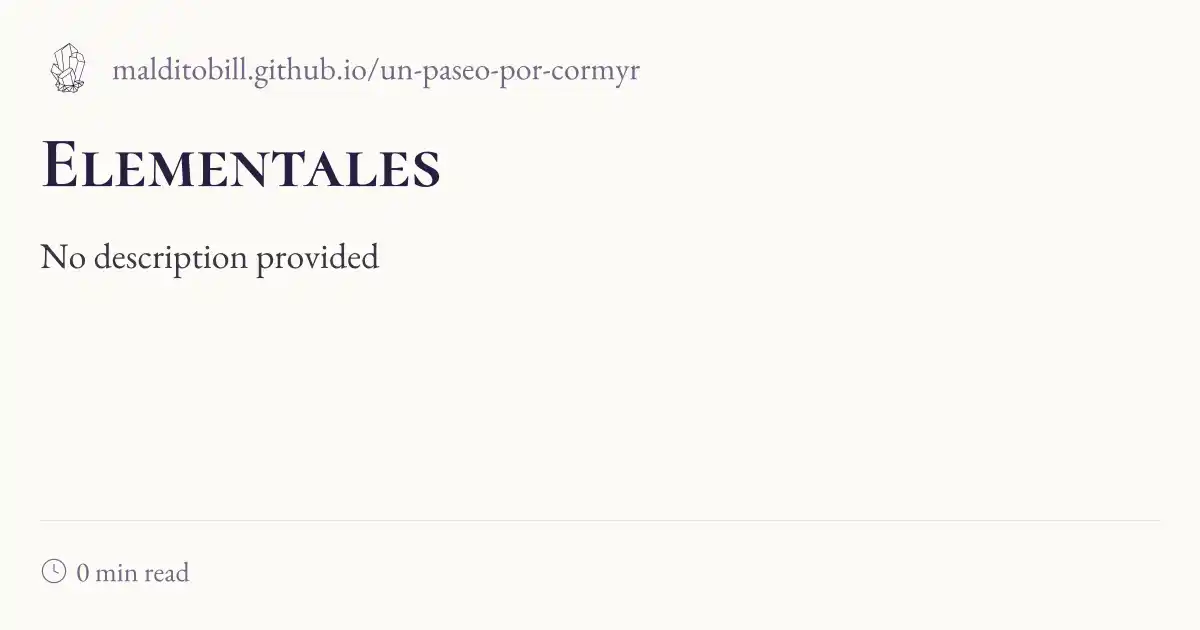 malditobill.github.io/un-paseo-por-cormyr
Elementales
No description provided
0 min read